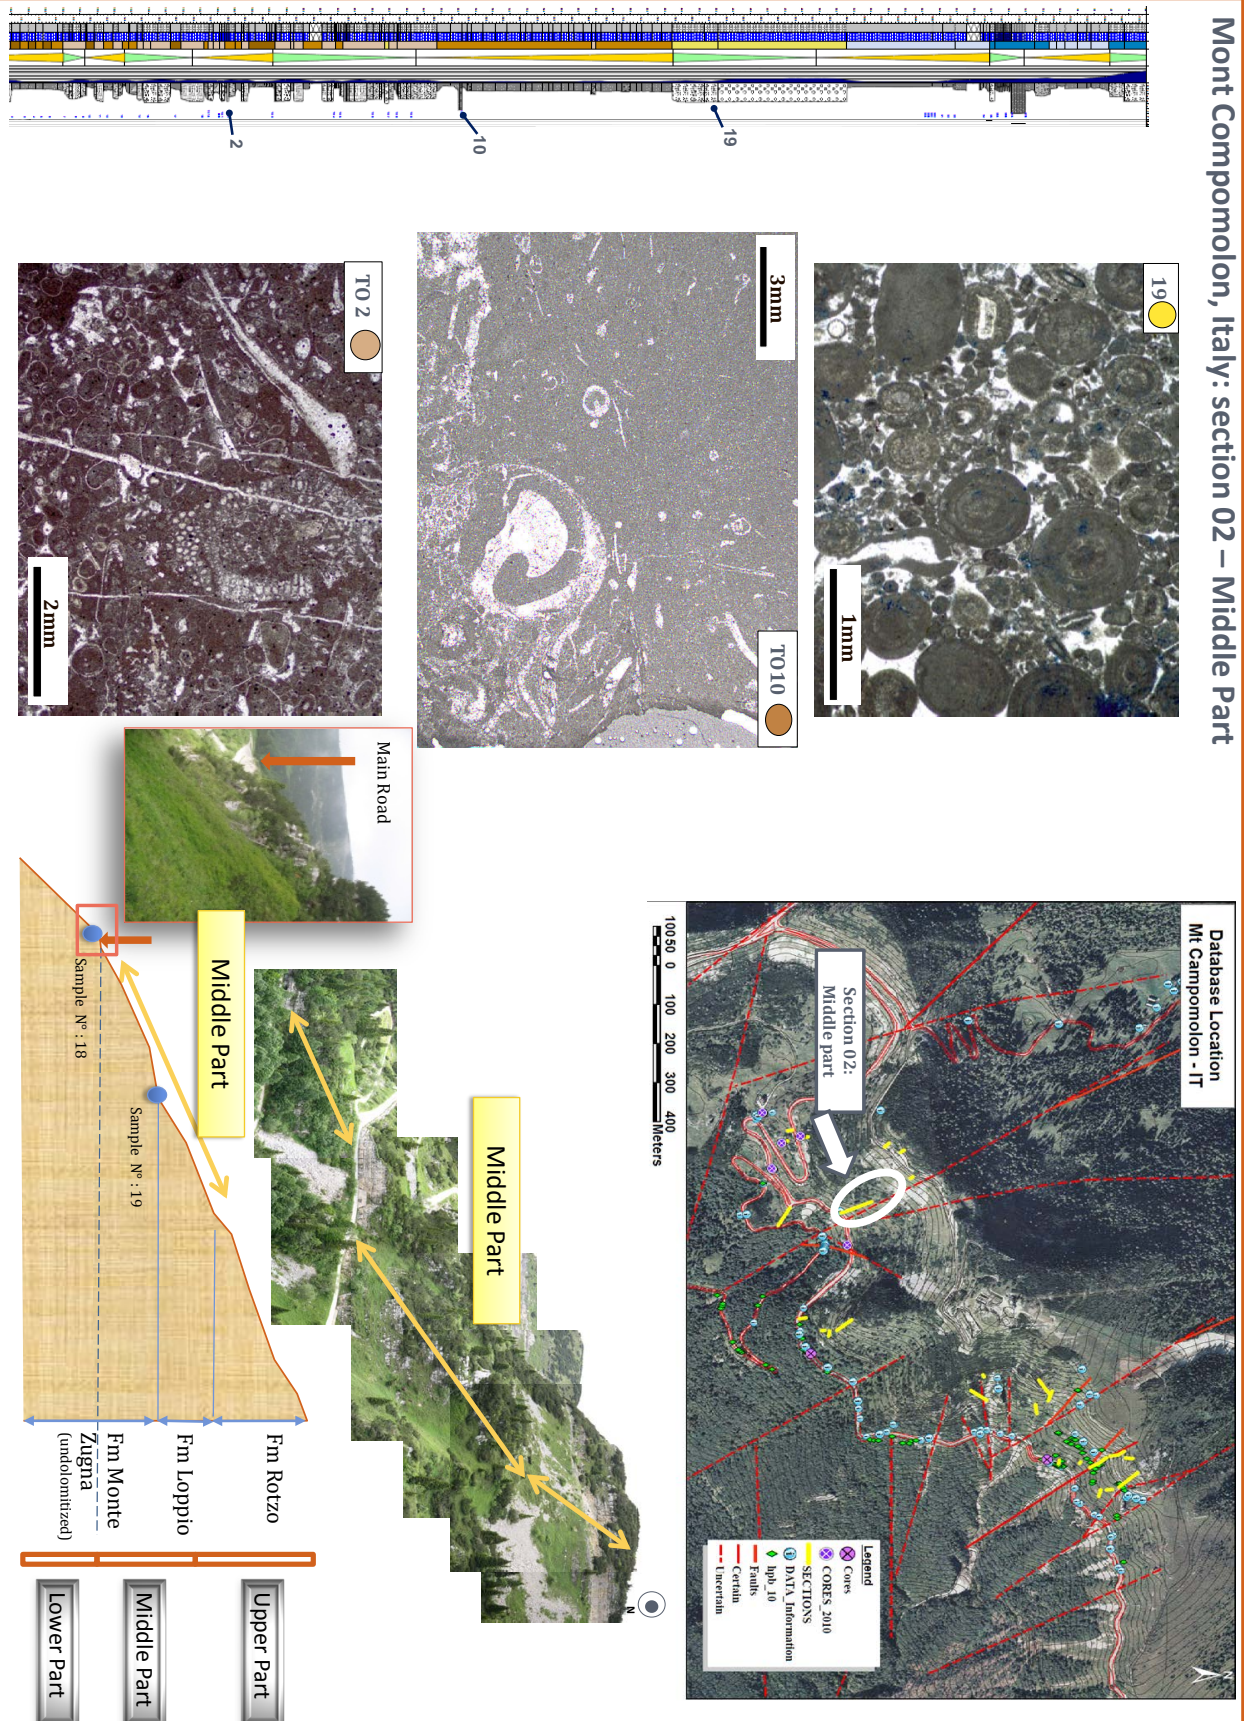 Mont Compomolon, Italy: section 02 – Middle Part
2
10
19
TO 2
2mm
3mm
TO10
19
1mm
Main Road
Middle Part
Sample N° : 18
Sample N° : 19
Middle Part
Fm Rotzo
Fm Loppio
Fm Monte
Zugna
(undolomitized)
Upper Part
Middle Part
Lower Part
N
Database Location
Mt Campomolon - IT
Section 02:
Middle part
100 50 0 100 200 300 400
Meters
Legend
Cores
CORES_2010
SECTIONS
DATA_Information
hpb_10
Faults
Certain
Uncertain